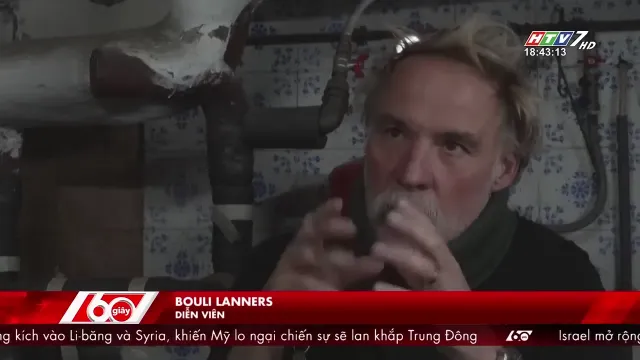 HTV7 HD
18:43:13
60 giây
BOULI LANNERS
DIỄN VIÊN
ng kích vào Li-băng và Syria, khiến Mỹ lo ngại chiến sự sẽ lan khắp Trung Đông 60 Israel mở rộn